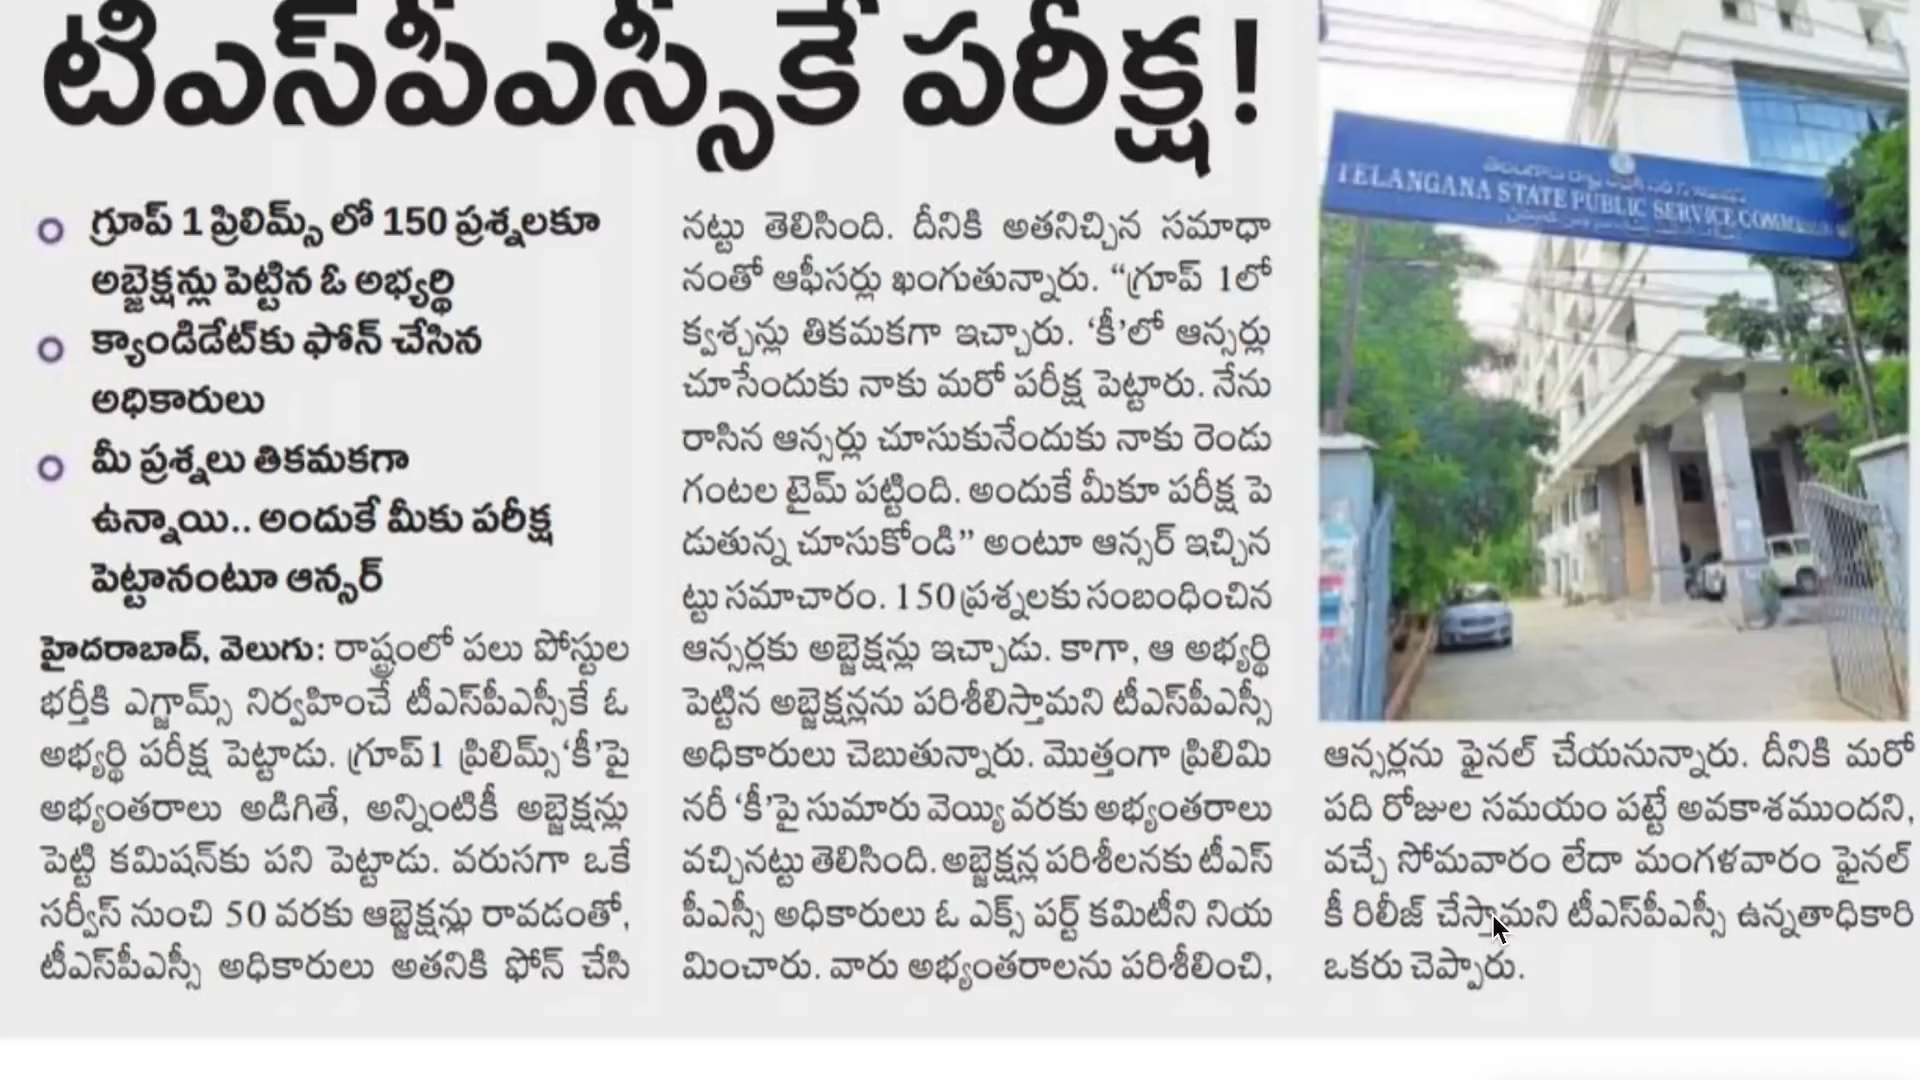 టీఎస్‌పీఎస్సీకే పరీక్ష!
గ్రూప్ 1 ప్రిలిమ్స్ లో 150 ప్రశ్నలకూ
అబ్జెక్షన్లు పెట్టిన ఓ అభ్యర్థి
క్యాండిడేట్‌కు ఫోన్ చేసిన
అధికారులు
మీ ప్రశ్నలు తికమకగా
ఉన్నాయి.. అందుకే మీకు పరీక్ష
పెట్టానంటూ ఆన్సర్
హైదరాబాద్, వెలుగు: రాష్ట్రంలో పలు పోస్టుల
భర్తీకి ఎగ్జామ్స్ నిర్వహించే టీఎస్‌పీఎస్సీకే ఓ
అభ్యర్థి పరీక్ష పెట్టాడు. గ్రూప్1 ప్రిలిమ్స్ ‘కీ’పై
అభ్యంతరాలు అడిగితే, అన్నింటికీ అబ్జెక్షన్లు
పెట్టి కమిషన్‌కు పని పెట్టాడు. వరుసగా ఒకే
సర్వీస్ నుంచి 50 వరకు ఆబ్జెక్షన్లు రావడంతో,
టీఎస్‌పీఎస్సీ అధికారులు అతనికి ఫోన్ చేసి
నట్టు తెలిసింది. దీనికి అతనిచ్చిన సమాధా
నంతో ఆఫీసర్లు ఖంగుతున్నారు. “గ్రూప్ 1లో
క్వశ్చన్లు తికమకగా ఇచ్చారు. ‘కీ’లో ఆన్సర్లు
చూసేందుకు నాకు మరో పరీక్ష పెట్టారు. నేను
రాసిన ఆన్సర్లు చూసుకునేందుకు నాకు రెండు
గంటల టైమ్ పట్టింది. అందుకే మీకూ పరీక్ష పె
డుతున్న చూసుకోండి” అంటూ ఆన్సర్ ఇచ్చిన
ట్టు సమాచారం. 150 ప్రశ్నలకు సంబంధించిన
ఆన్సర్లకు అబ్జెక్షన్లు ఇచ్చాడు. కాగా, ఆ అభ్యర్థి
పెట్టిన అబ్జెక్షన్లను పరిశీలిస్తామని టీఎస్‌పీఎస్సీ
అధికారులు చెబుతున్నారు. మొత్తంగా ప్రిలిమి
నరీ ‘కీ’పై సుమారు వెయ్యి వరకు అభ్యంతరాలు
వచ్చినట్టు తెలిసింది. అబ్జెక్షన్ల పరిశీలనకు టీఎస్
పీఎస్సీ అధికారులు ఓ ఎక్స్ పర్ట్ కమిటీని నియ
మించారు. వారు అభ్యంతరాలను పరిశీలించి,
TELANGANA STATE PUBLIC SERVICE
ఆన్సర్లను ఫైనల్ చేయనున్నారు. దీనికి మరో
పది రోజుల సమయం పట్టే అవకాశముందని,
వచ్చే సోమవారం లేదా మంగళవారం ఫైనల్
కీ రిలీజ్ చేస్తామని టీఎస్‌పీఎస్సీ ఉన్నతాధికారి
ఒకరు చెప్పారు.